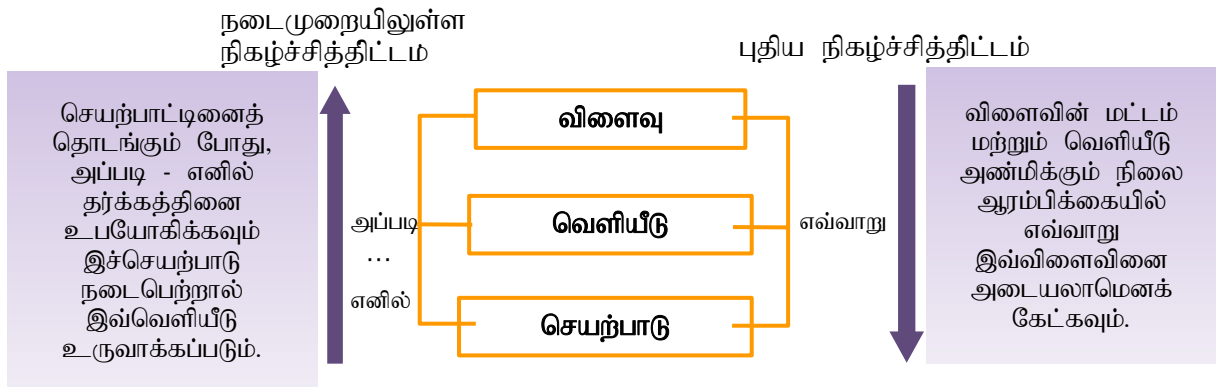 நடைமுறையிலுள்ள
நிகழ்ச்சித்திட்டம்
புதிய நிகழ்ச்சித்திட்டம்
செயற்பாட்டினைத்
தொடங்கும் போது,
அப்படி - எனில்
தர்க்கத்தினை
உபயோகிக்கவும்
இச்செயற்பாடு
நடைபெற்றால்
இவ்வெளியீடு
உருவாக்கப்படும்.
அப்படி
...
எனில்
விளைவு
வெளியீடு
செயற்பாடு
எவ்வாறு
விளைவின் மட்டம்
மற்றும் வெளியீடு
அண்மிக்கும் நிலை
ஆரம்பிக்கையில்
எவ்வாறு
இவ்விளைவினை
அடையலாமெனக்
கேட்கவும்.